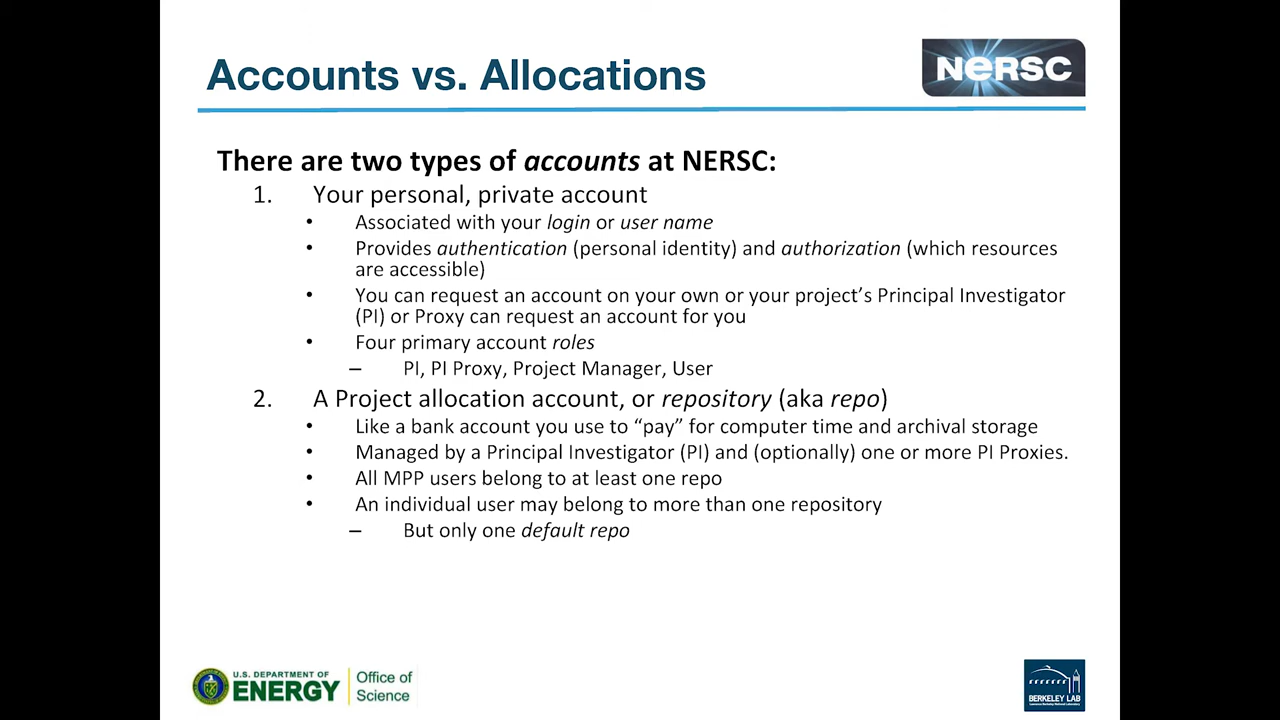 Accounts vs. Allocations
NERSC
There are two types of accounts at NERSC:
1. Your personal, private account
• Associated with your login or user name
• Provides authentication (personal identity) and authorization (which resources
are accessible)
• You can request an account on your own or your project’s Principal Investigator
(PI) or Proxy can request an account for you
• Four primary account roles
– PI, PI Proxy, Project Manager, User
2. A Project allocation account, or repository (aka repo)
• Like a bank account you use to “pay” for computer time and archival storage
• Managed by a Principal Investigator (PI) and (optionally) one or more PI Proxies.
• All MPP users belong to at least one repo
• An individual user may belong to more than one repository
– But only one default repo
U.S. DEPARTMENT OF
ENERGY
Office of
Science
BERKELEY LAB
Lawrence Berkeley National Laboratory